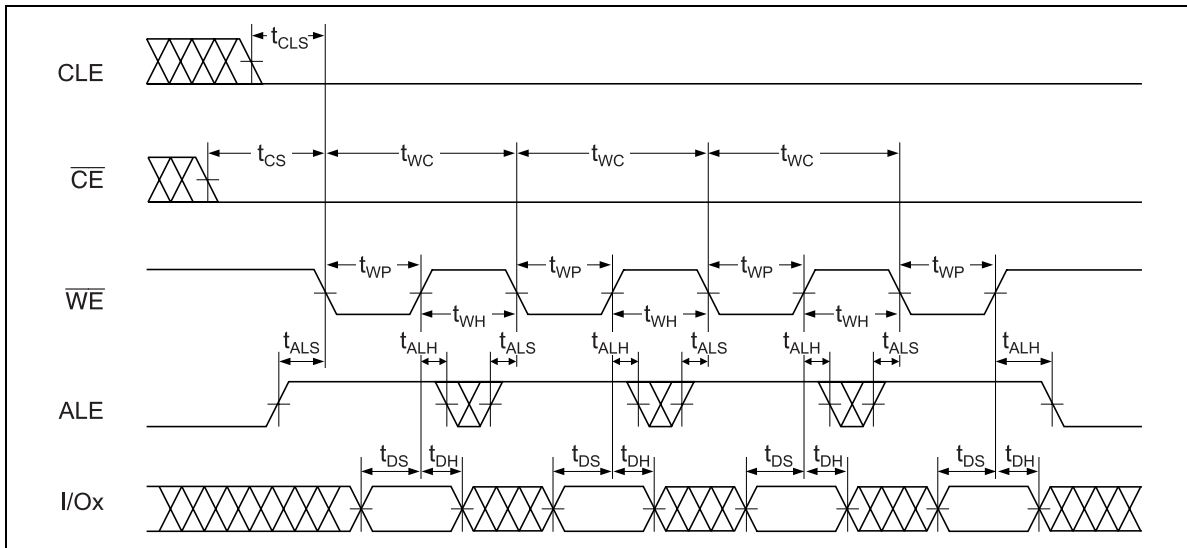 tCLS
CLE
tCS tWC tWC tWC
CE
tWP tWP tWP tWP
WE
tWH tWH tWH
tALS tALH tALS tALH tALS tALH tALS tALH
ALE
tDS tDH tDS tDH tDS tDH tDS tDH
I/Ox